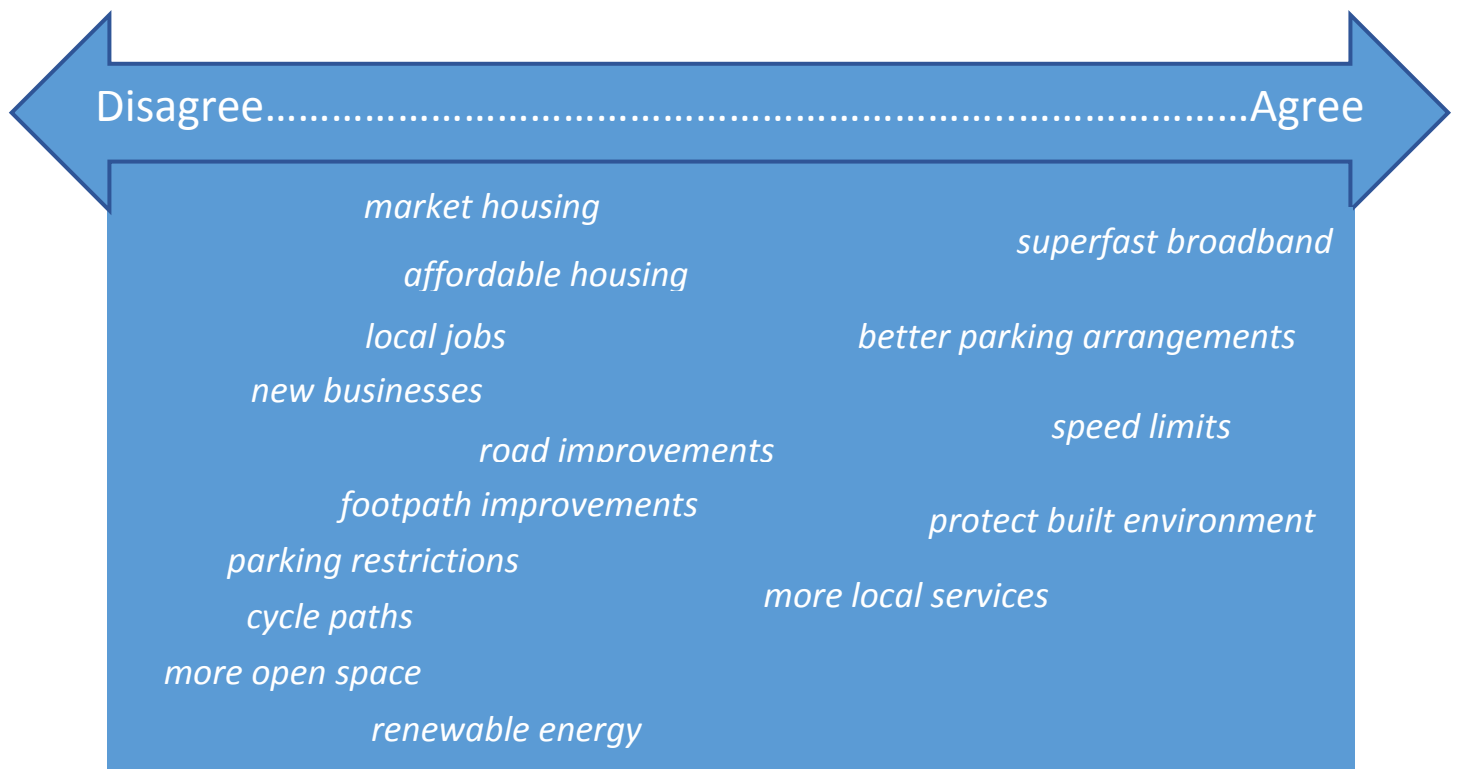 Disagree……………………………………………………………..……………………Agree
market housing
superfast broadband
affordable housing
local jobs
better parking arrangements
new businesses
speed limits
road improvements
footpath improvements
protect built environment
parking restrictions
more local services
cycle paths
more open space
renewable energy